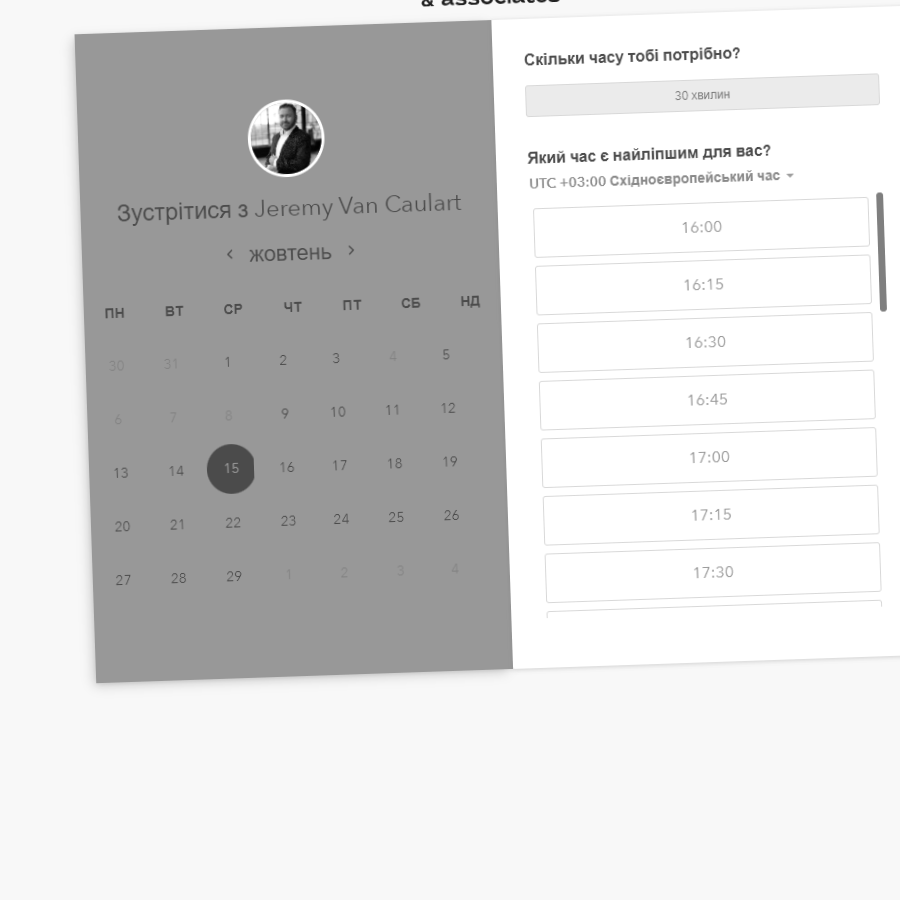 & associates
Зустрітися з Jeremy Van Caulart
жовтень
ПН ВТ СР ЧТ ПТ СБ НД
30 31 1 2 3 4 5
6 7 8 9 10 11 12
13 14 15 16 17 18 19
20 21 22 23 24 25 26
27 28 29 1 2 3 4
Скільки часу тобі потрібно?
30 хвилин
Який час є найліпшим для вас?
UTC +03:00 Східноєвропейський час
16:00
16:15
16:30
16:45
17:00
17:15
17:30